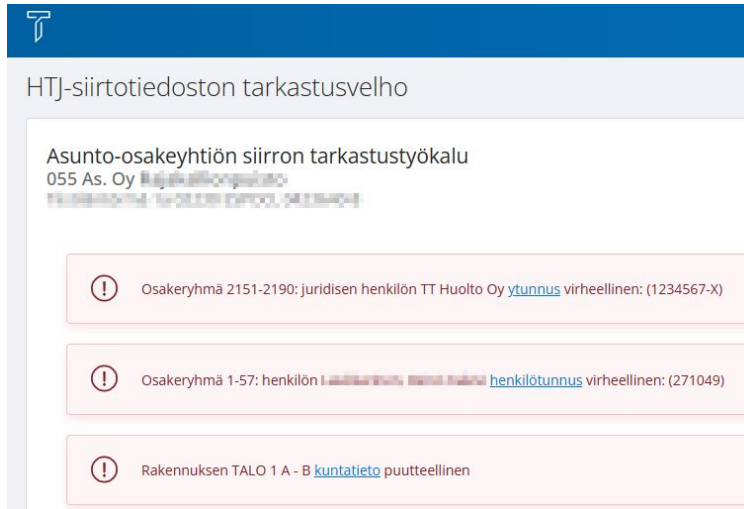 HTJ-siirtotiedoston tarkastusvelho
Asunto-osakeyhtiön siirron tarkastustyökalu
055 As. Oy
Osakeryhmä 2151-2190: juridisen henkilön TT Huolto Oy ytunnus virheellinen: (1234567-X)
Osakeryhmä 1-57: henkilön henkilötunnus virheellinen: (271049)
Rakennuksen TALO 1 A - B kuntatieto puutteellinen